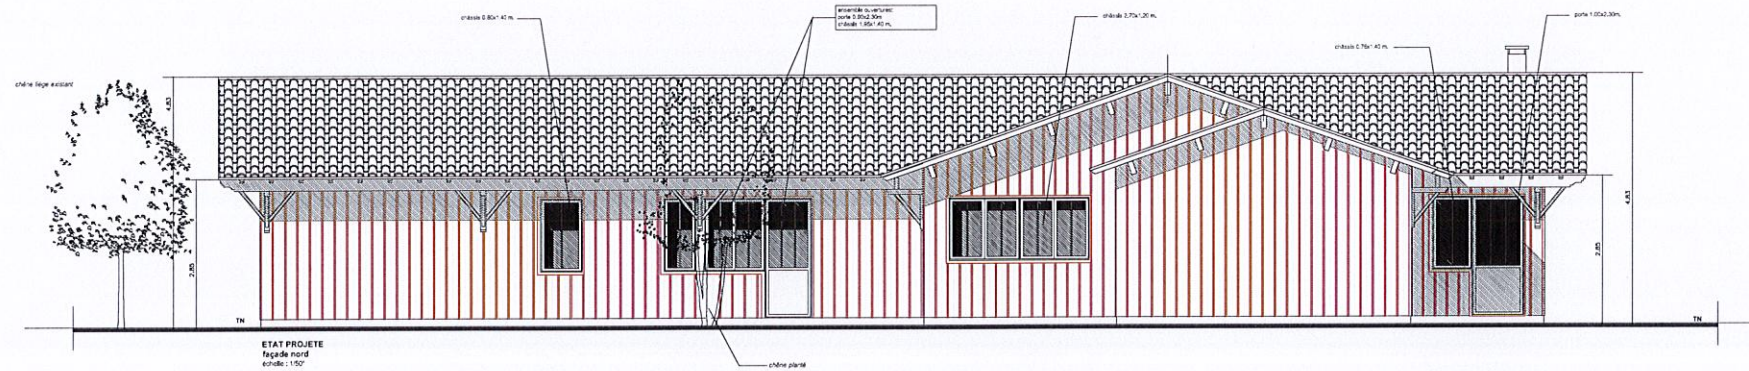 châssis 0.80x1.40 m.
ensemble ouvertures:
porte 0.90x2.30m
châssis 1.95x1.40 m.
châssis 2.70x1.20 m.
porte 1.00x2.30m.
châssis 0.76x1.40 m.
chêne liège existant
4.83
4.83
2.85
2.85
TN
TN
ETAT PROJETE
façade nord
échelle : 1/50°
chêne planté